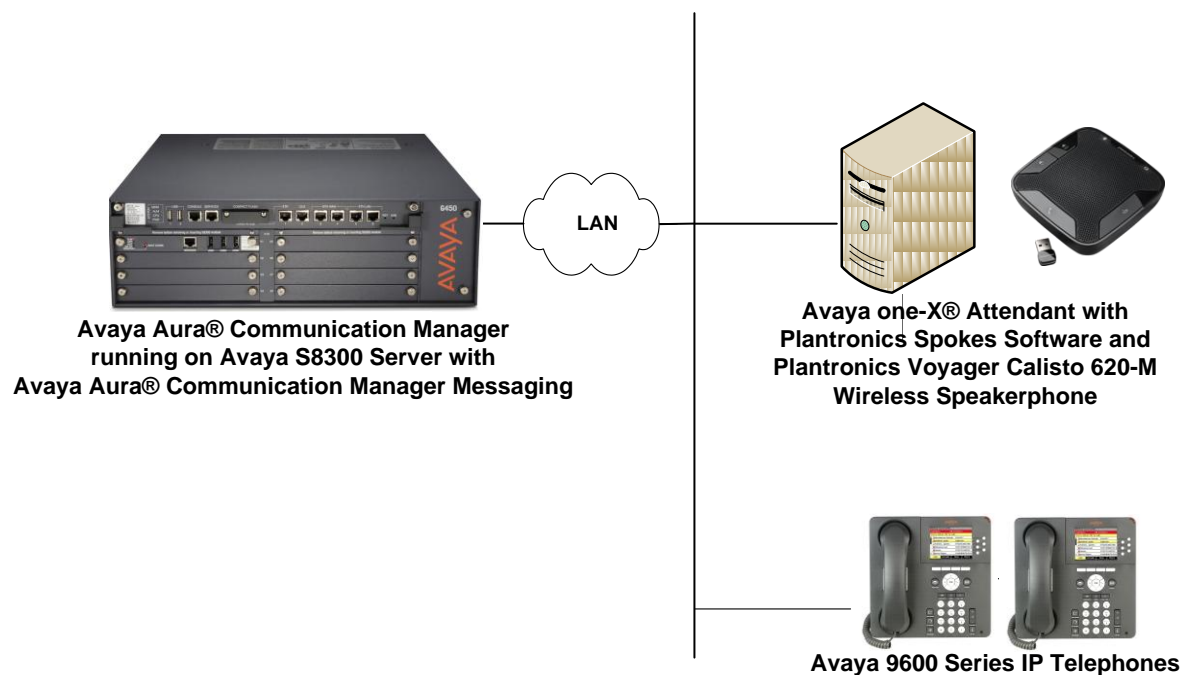 G450
AVAYA
LAN
Avaya Aura® Communication Manager
running on Avaya S8300 Server with
Avaya Aura® Communication Manager Messaging
Avaya one-X® Attendant with
Plantronics Spokes Software and
Plantronics Voyager Calisto 620-M
Wireless Speakerphone
Avaya 9600 Series IP Telephones